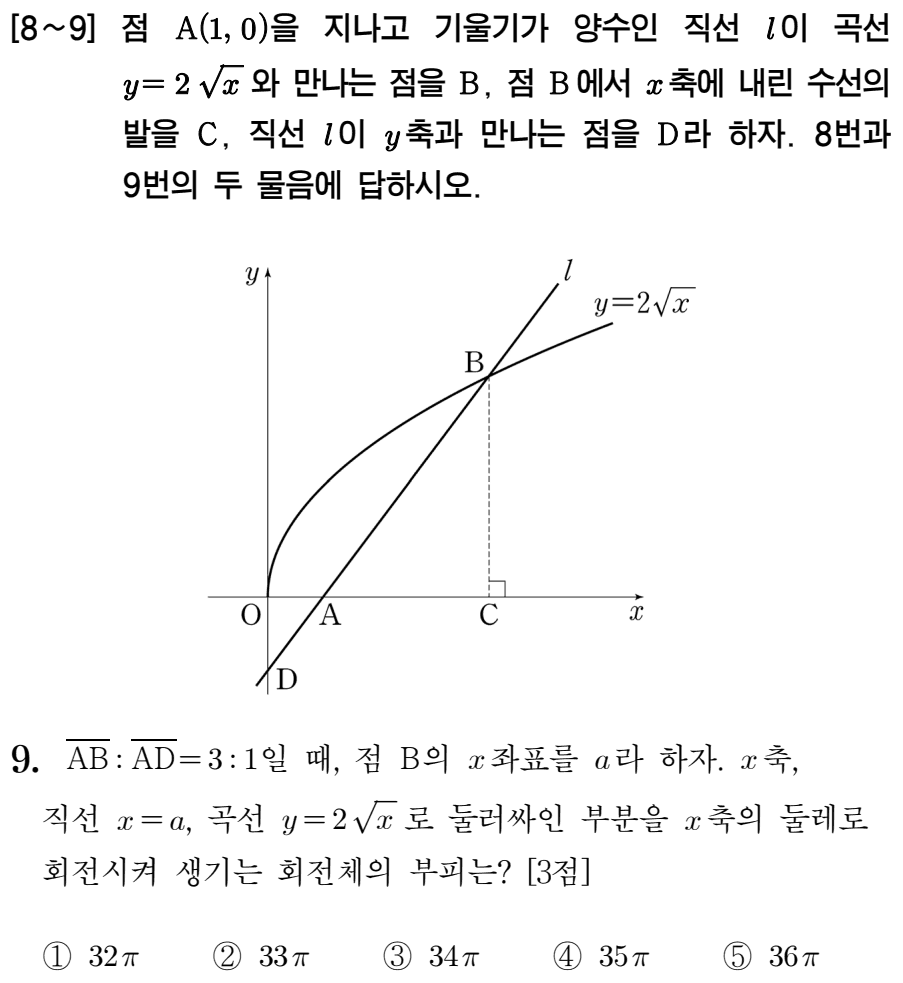 [8~9] 점 A(1, 0)을 지나고 기울기가 양수인 직선 l이 곡선
y= 2√x 와 만나는 점을 B, 점 B에서 x축에 내린 수선의
발을 C, 직선 l이 y축과 만나는 점을 D라 하자. 8번과
9번의 두 물음에 답하시오.
y
l
y=2√x
B
O
A
C
x
D
9. A̅B̅ : A̅D̅ = 3 : 1일 때, 점 B의 x좌표를 a라 하자. x축,
직선 x=a, 곡선 y=2√x 로 둘러싸인 부분을 x축의 둘레로
회전시켜 생기는 회전체의 부피는? [3점]
① 32π ② 33π ③ 34π ④ 35π ⑤ 36π